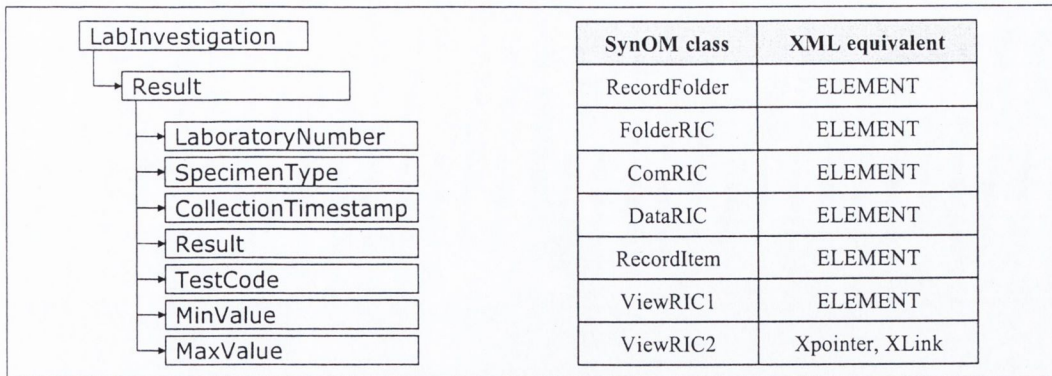 LabInvestigation
Result
LaboratoryNumber
SpecimenType
CollectionTimestamp
Result
TestCode
MinValue
MaxValue
SynOM class XML equivalent
RecordFolder ELEMENT
FolderRIC ELEMENT
ComRIC ELEMENT
DataRIC ELEMENT
RecordItem ELEMENT
ViewRIC1 ELEMENT
ViewRIC2 Xpointer, XLink